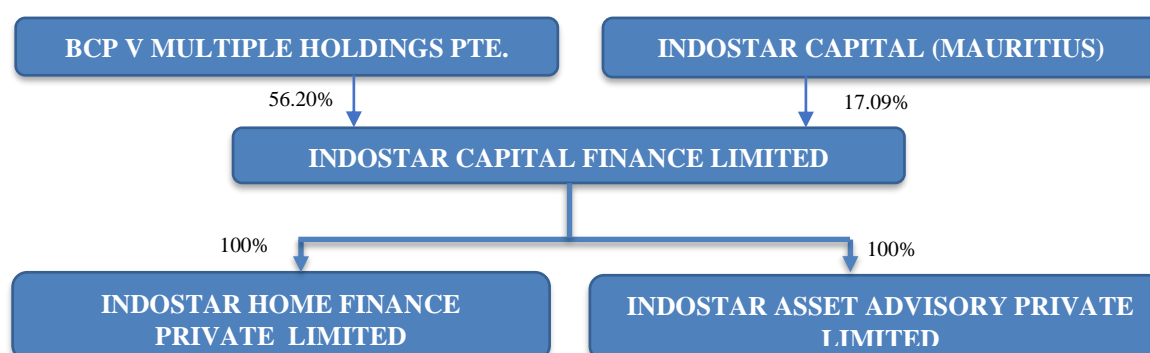 BCP V MULTIPLE HOLDINGS PTE.
INDOSTAR CAPITAL (MAURITIUS)
56.20%
17.09%
INDOSTAR CAPITAL FINANCE LIMITED
100%
100%
INDOSTAR HOME FINANCE
PRIVATE LIMITED
INDOSTAR ASSET ADVISORY PRIVATE
LIMITED